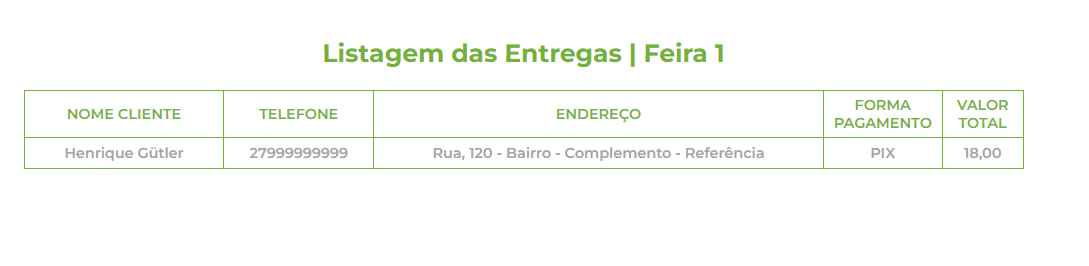 Listagem das Entregas | Feira 1
NOME CLIENTE TELEFONE ENDEREÇO FORMA PAGAMENTO VALOR TOTAL
Henrique Gütler 27999999999 Rua, 120 - Bairro - Complemento - Referência PIX 18,00